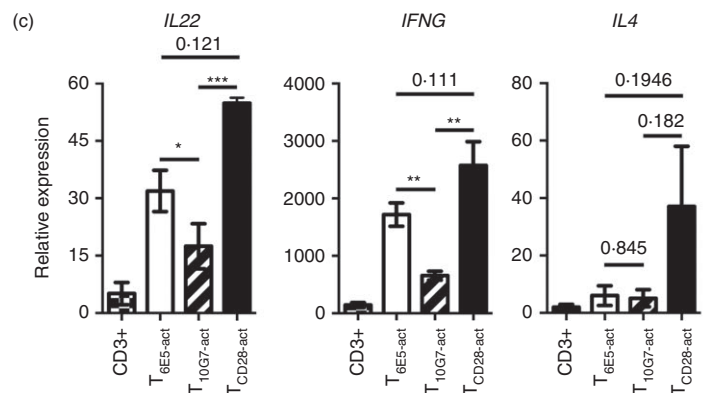 (c)
IL22
IFNG
IL4
Relative expression
60
45
30
15
0
0·121
***
*
CD3+
T6E5-act
T10G7-act
TCD28-act
4000
3000
2000
1000
0
0·111
**
**
CD3+
T6E5-act
T10G7-act
TCD28-act
80
60
40
20
0
0·1946
0·182
0·845
CD3+
T6E5-act
T10G7-act
TCD28-act